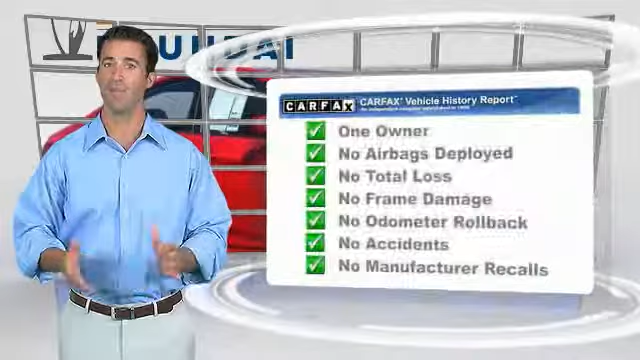 HYUNDAI
CARFAX CARFAX Vehicle History Report™
One Owner
No Airbags Deployed
No Total Loss
No Frame Damage
No Odometer Rollback
No Accidents
No Manufacturer Recalls